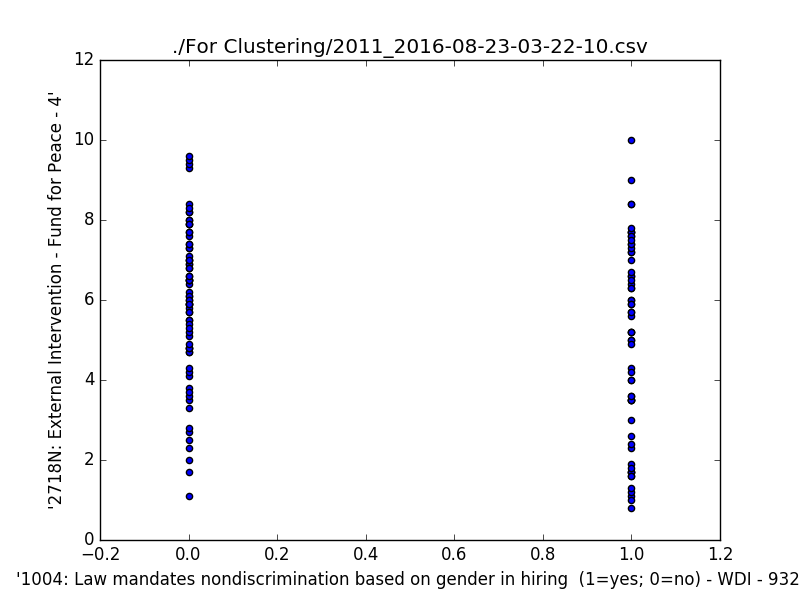 ./For Clustering/2011_2016-08-23-03-22-10.csv
'2718N: External Intervention - Fund for Peace - 4'
12
10
8
6
4
2
0
−0.2 0.0 0.2 0.4 0.6 0.8 1.0 1.2
'1004: Law mandates nondiscrimination based on gender in hiring  (1=yes; 0=no) - WDI - 932